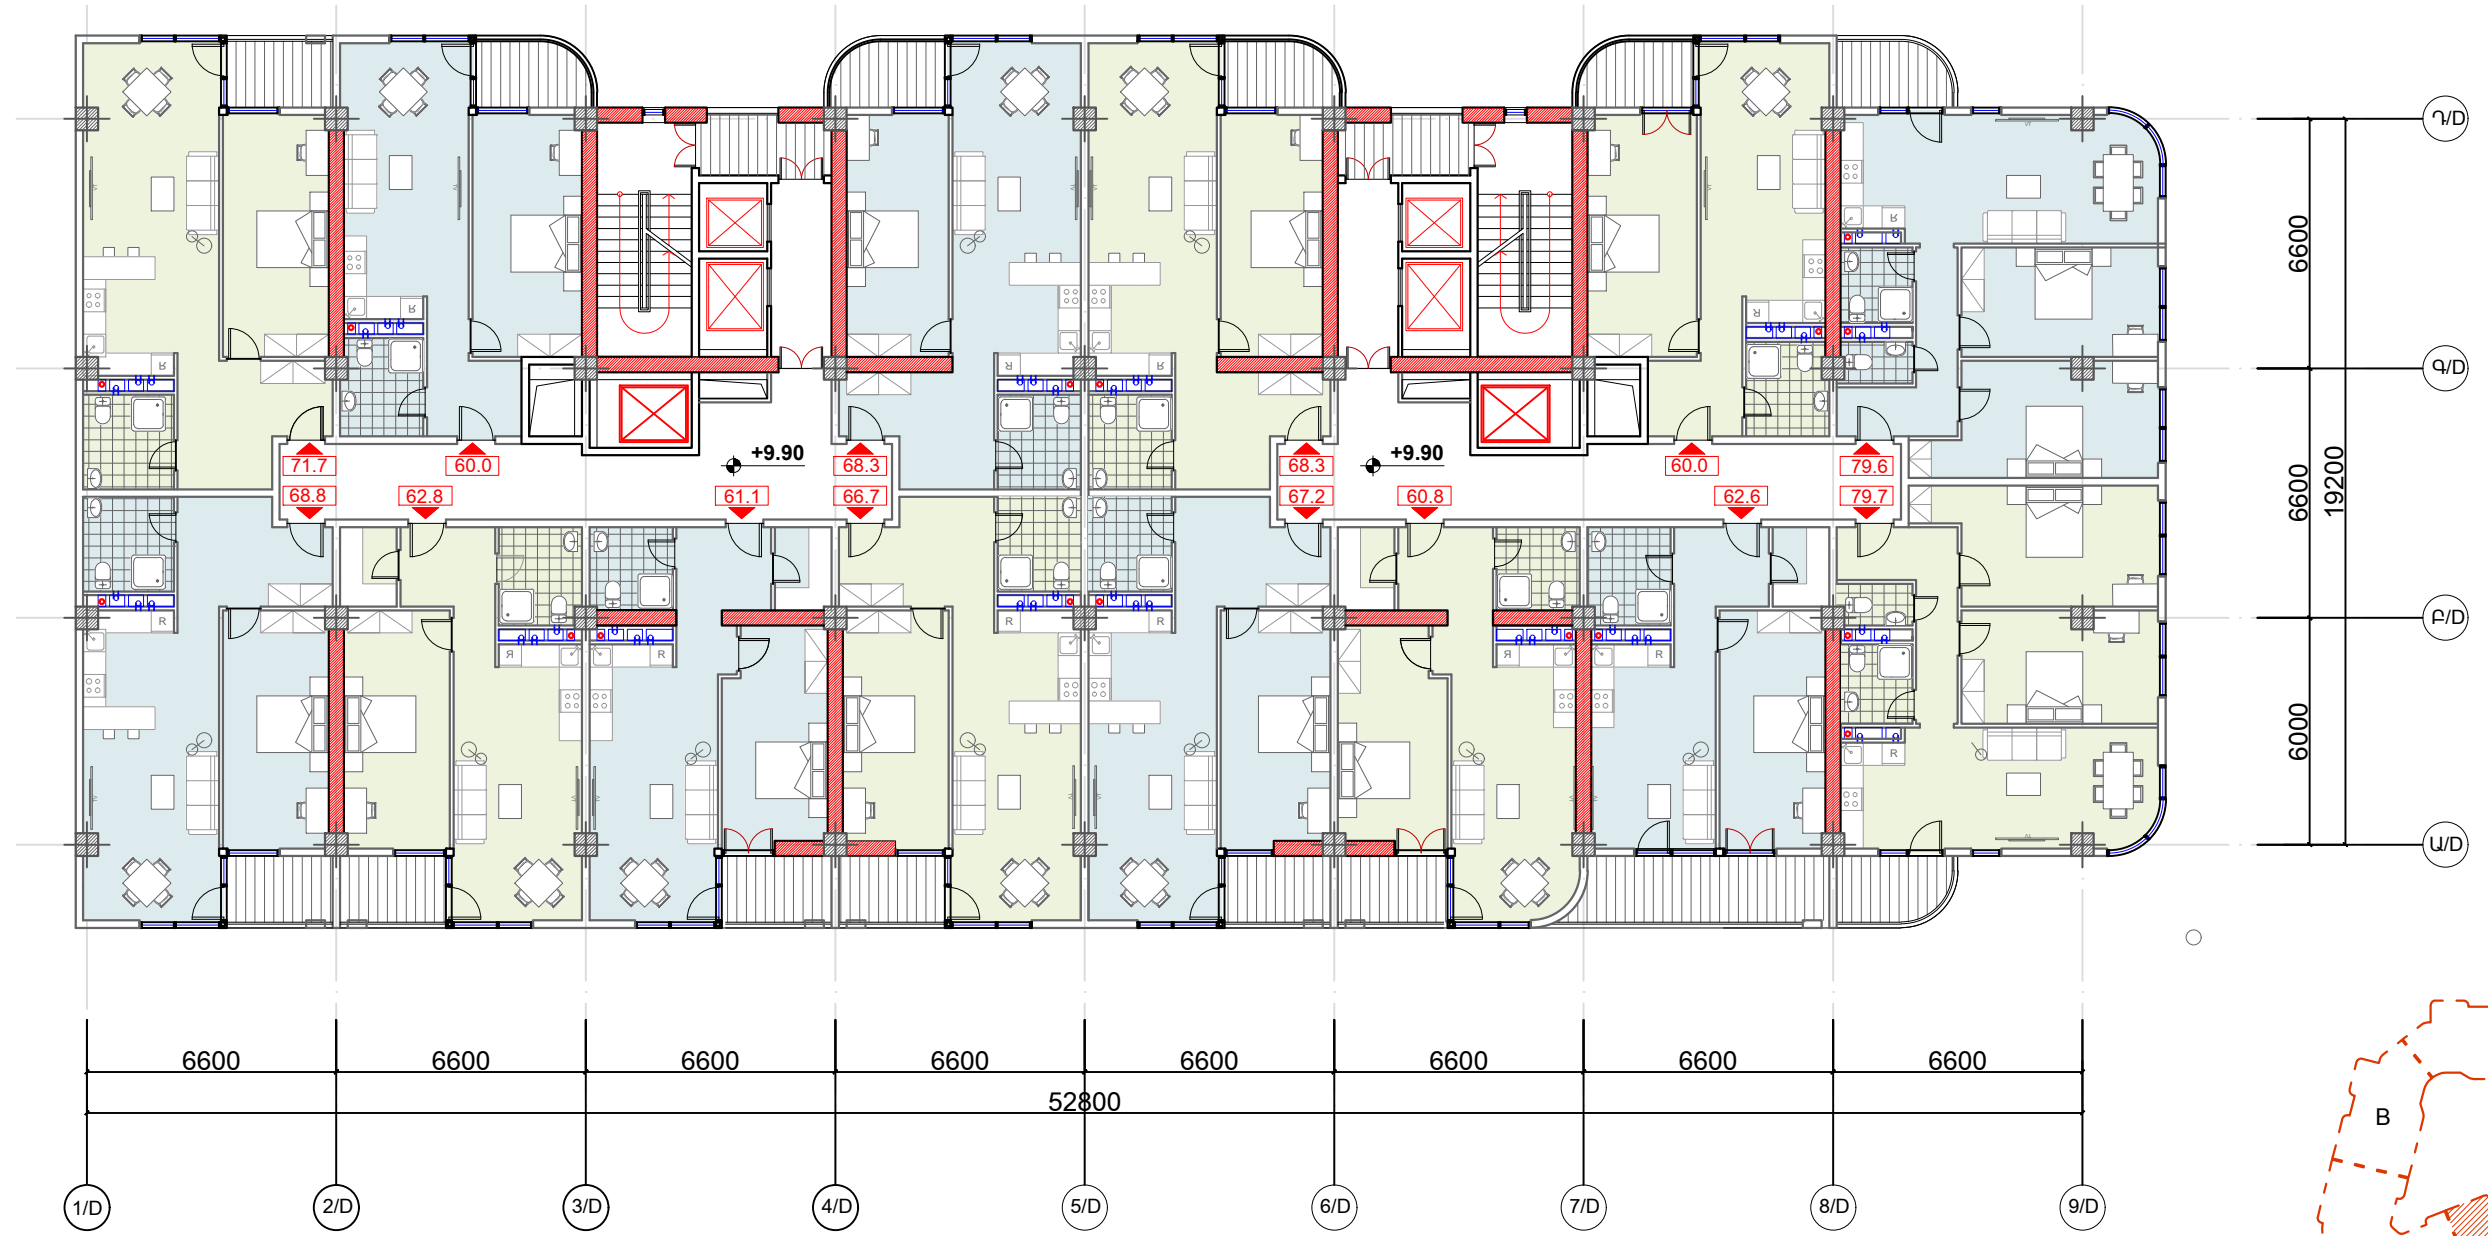 Դ/D
6600
Գ/D
6600
19200
Բ/D
6000
Ա/D
71.7
60.0
+9.90
68.3
68.3
+9.90
60.0
79.6
68.8
62.8
61.1
66.7
67.2
60.8
62.6
79.7
R
R
R
R
R
R
R
R
R
R
R
R
R
R
6600
6600
6600
6600
6600
6600
6600
6600
52800
B
1/D
2/D
3/D
4/D
5/D
6/D
7/D
8/D
9/D